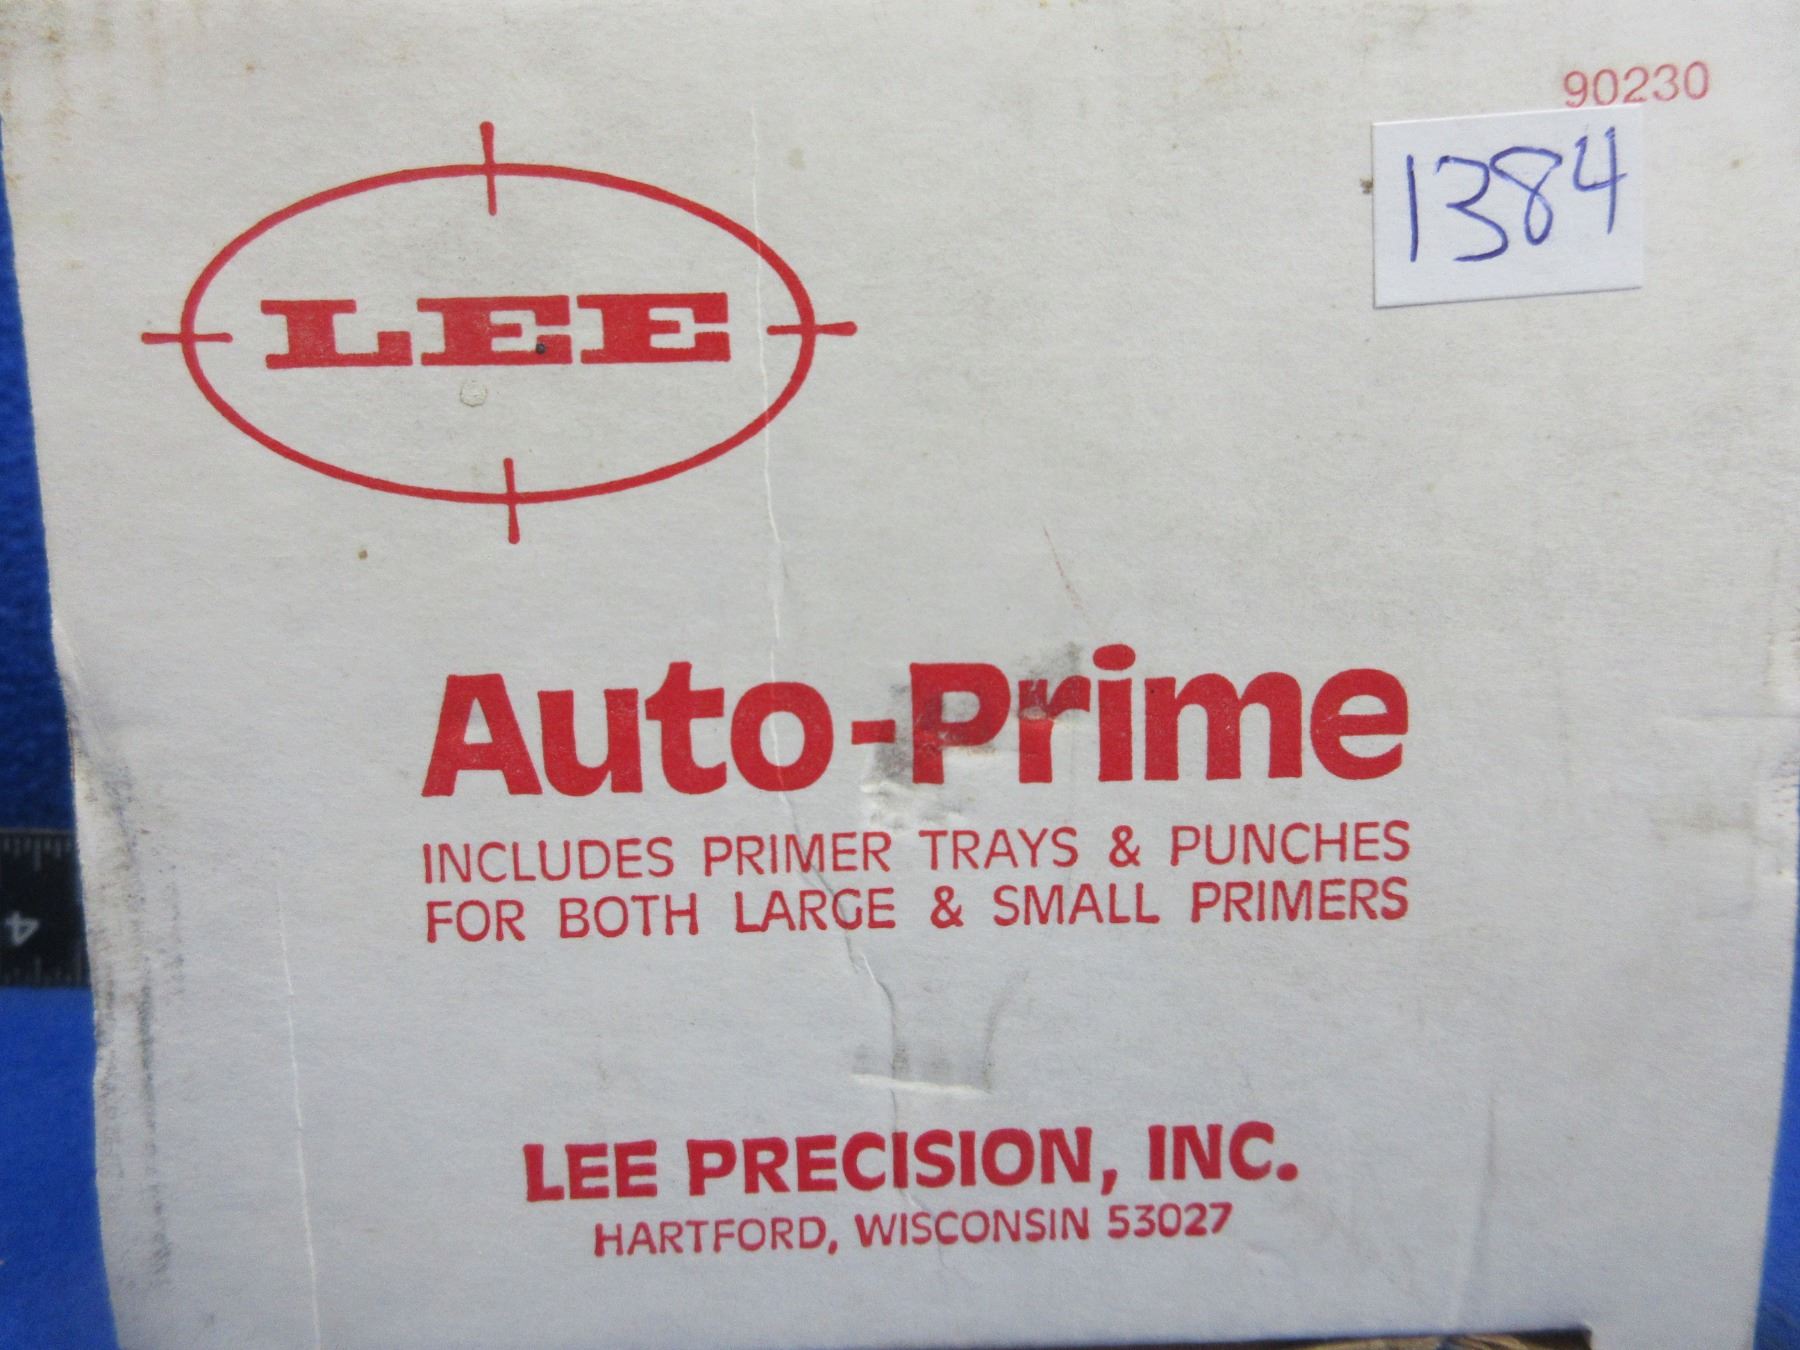 90230
1384
LEE
Auto-Prime
INCLUDES PRIMER TRAYS & PUNCHES
FOR BOTH LARGE & SMALL PRIMERS
LEE PRECISION, INC.
HARTFORD, WISCONSIN 53027
4